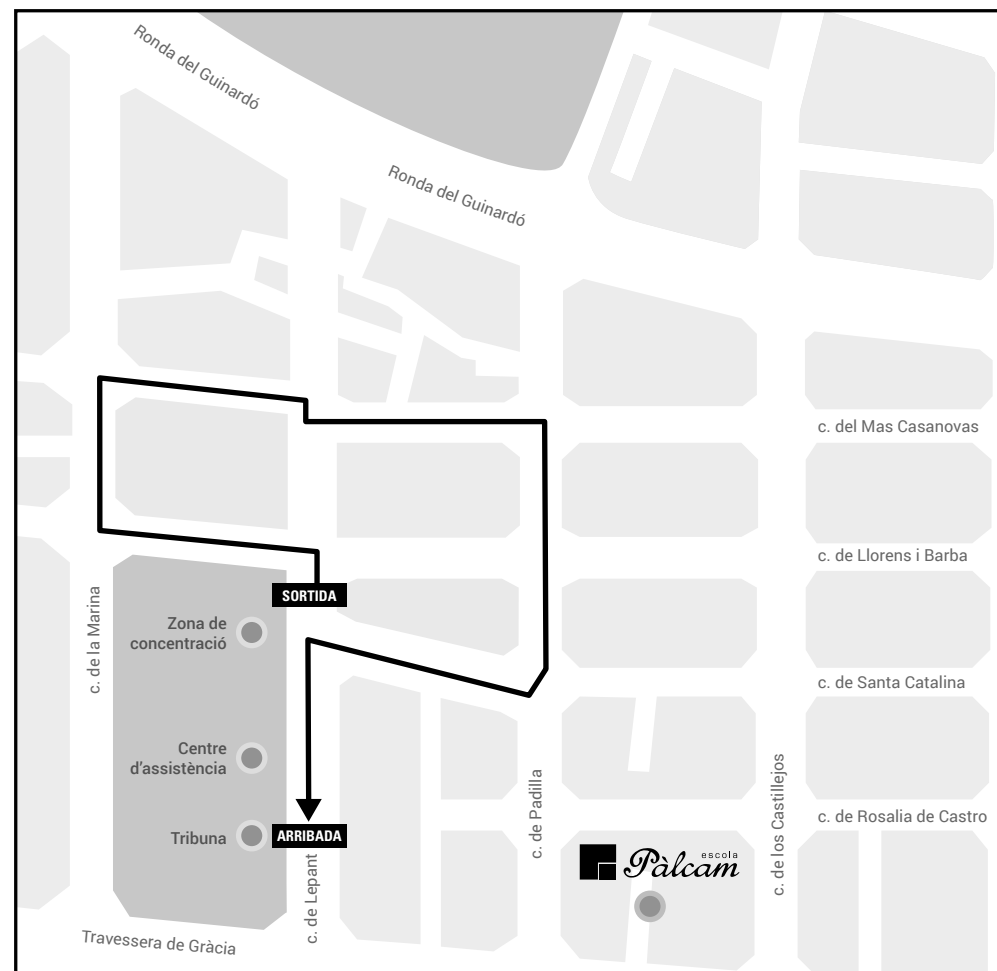 Ronda del Guinardó
Ronda del Guinardó
c. del Mas Casanovas
c. de Llorens i Barba
SORTIDA
c. de la Marina
Zona de
concentració
c. de Santa Catalina
Centre
d'assistència
c. de Padilla
c. de los Castillejos
Tribuna
ARRIBADA
c. de Rosalia de Castro
c. de Lepant
escola
Pàlcam
Travessera de Gràcia